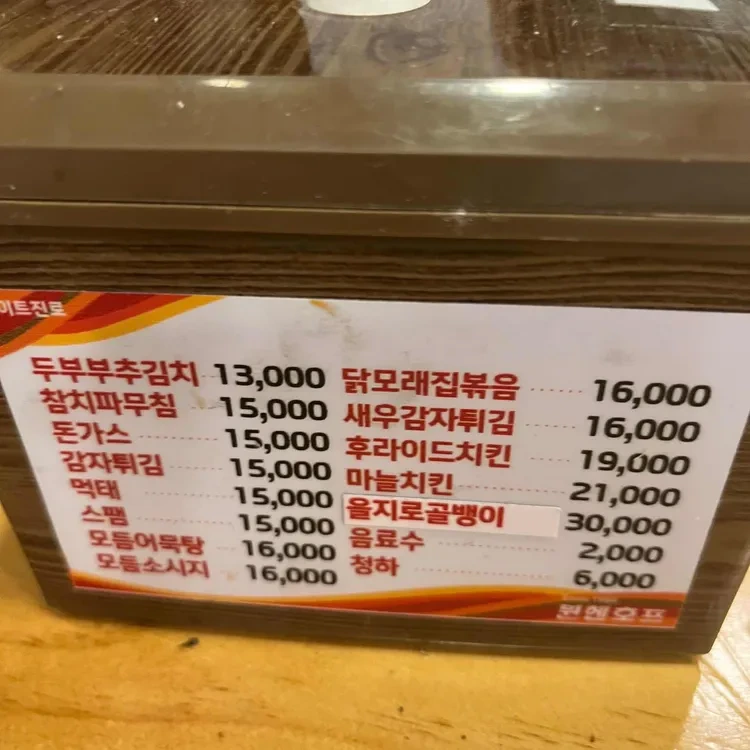 이트진로
두부부추김치 13,000
참치파무침 15,000
돈가스 15,000
감자튀김 15,000
먹태 15,000
스팸 15,000
모듬어묵탕 16,000
모듬소시지 16,000
닭모래집볶음 16,000
새우감자튀김 16,000
후라이드치킨 19,000
마늘치킨 21,000
을지로골뱅이 30,000
음료수 2,000
청하 6,000
뮌헨호프